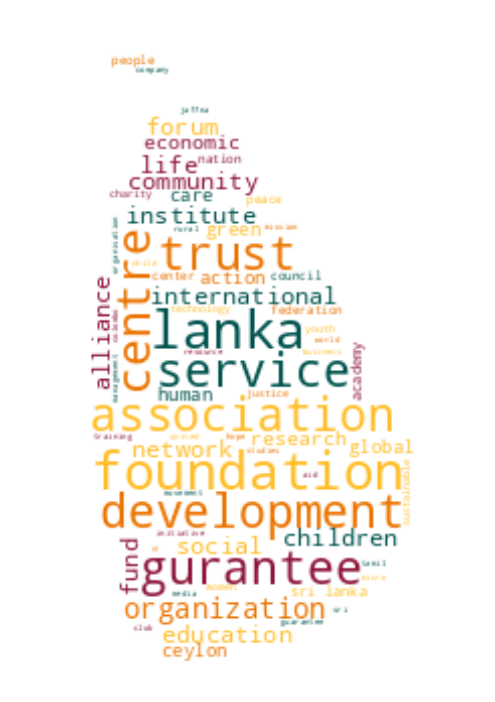 people
company
jaffna
forum
economic
life nation
community
charity care peace
institute
rural green mission
organisation
centre
trust
child
center action council
alliance
international
colombo
technology federation
lanka
youth
world
resource business
management
service
academy
human justice
association
training united hope research
network studies global
foundation
aid
sustainable
movement
development
initiative children
social
fund
gurantee
tamil
micro
women
media sri lanka
organization sri
guarantee
club education
ceylon